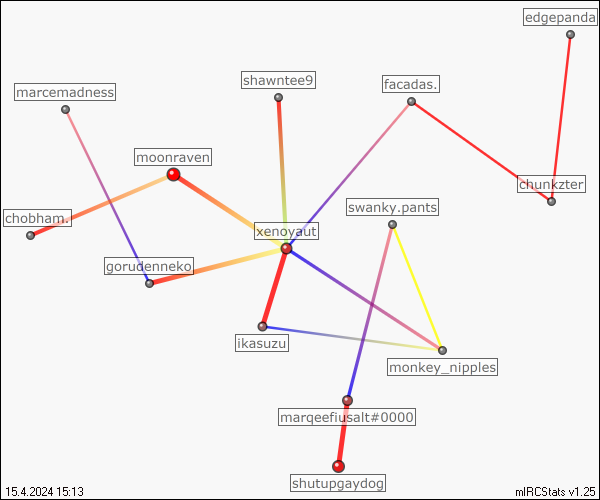 edgepanda
shawntee9
facadas.
marcemadness
moonraven
chunkzter
swanky.pants
chobham.
xenoyaut
gorudenneko
ikasuzu
monkey_nipples
marqeefiusalt#0000
shutupgaydog
15.4.2024 15:13
mIRCStats v1.25